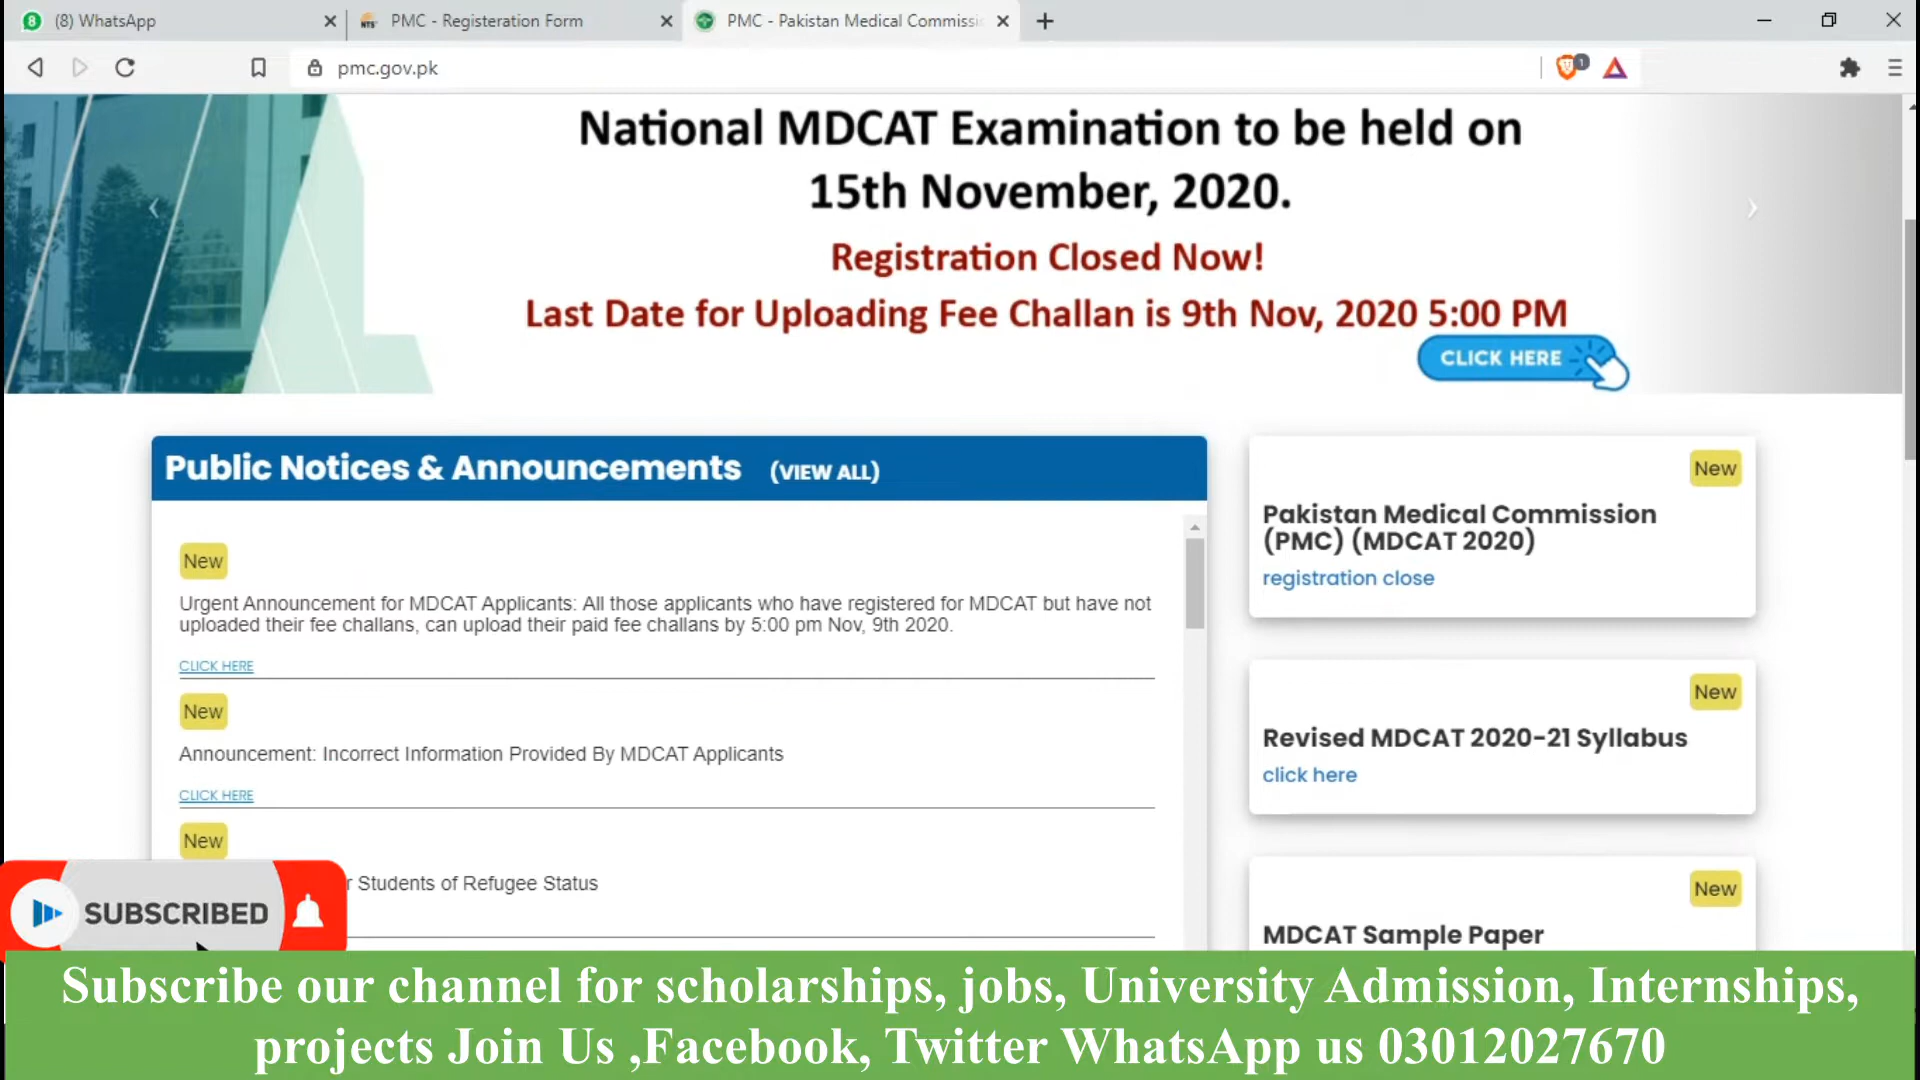 (8) WhatsApp
PMC - Registeration Form
PMC - Pakistan Medical Commissi
pmc.gov.pk
1
National MDCAT Examination to be held on
15th November, 2020.
Registration Closed Now!
Last Date for Uploading Fee Challan is 9th Nov, 2020 5:00 PM
CLICK HERE
Public Notices & Announcements (VIEW ALL)
New
Urgent Announcement for MDCAT Applicants: All those applicants who have registered for MDCAT but have not
uploaded their fee challans, can upload their paid fee challans by 5:00 pm Nov, 9th 2020.
CLICK HERE
New
Announcement: Incorrect Information Provided By MDCAT Applicants
CLICK HERE
New
r Students of Refugee Status
New
Pakistan Medical Commission
(PMC) (MDCAT 2020)
registration close
New
Revised MDCAT 2020-21 Syllabus
click here
New
MDCAT Sample Paper
SUBSCRIBED
Subscribe our channel for scholarships, jobs, University Admission, Internships,
projects Join Us ,Facebook, Twitter WhatsApp us 03012027670